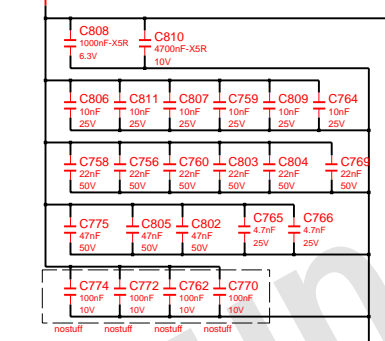 C808 C810
1000nF-X5R 4700nF-X5R
6.3V 10V
C806 C811 C807 C759 C809 C764
10nF 10nF 10nF 10nF 10nF 10nF
25V 25V 25V 25V 25V 25V
C758 C756 C760 C803 C804 C769
22nF 22nF 22nF 22nF 22nF 22nF
50V 50V 50V 50V 50V 50V
C775 C805 C802 C765 C766
47nF 47nF 47nF 4.7nF 4.7nF
50V 50V 50V 25V 25V
C774 C772 C762 C770
100nF 100nF 100nF 100nF
10V 10V 10V 10V
nostuff nostuff nostuff nostuff